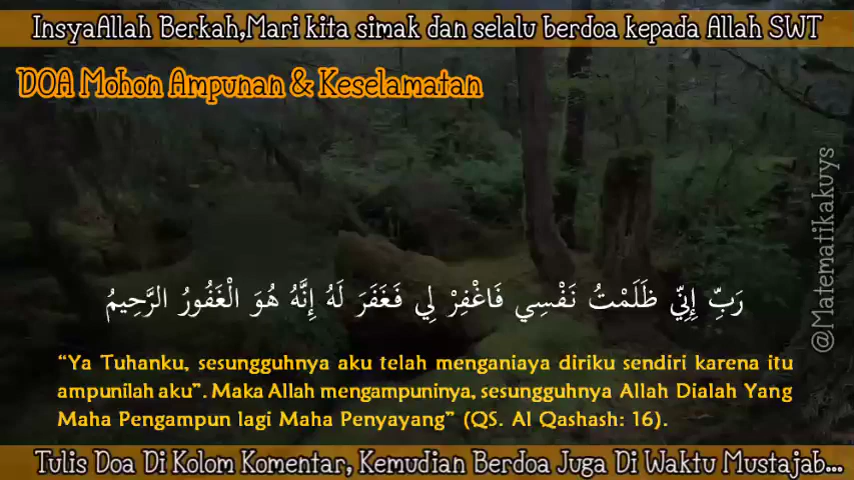 InsyaAllah Berkah,Mari kita simak dan selalu berdoa kepada Allah SWT
DOA Mohon Ampunan & Keselamatan
@Matematikakuys
رَبِّ إِنِّي ظَلَمْتُ نَفْسِي فَاغْفِرْ لِي فَغَفَرَ لَهُ إِنَّهُ هُوَ الْغَفُورُ الرَّحِيمُ
“Ya Tuhanku, sesungguhnya aku telah menganiaya diriku sendiri karena itu
ampunilah aku”. Maka Allah mengampuninya, sesungguhnya Allah Dialah Yang
Maha Pengampun lagi Maha Penyayang” (QS. Al Qashash: 16).
Tulis Doa Di Kolom Komentar, Kemudian Berdoa Juga Di Waktu Mustajab...